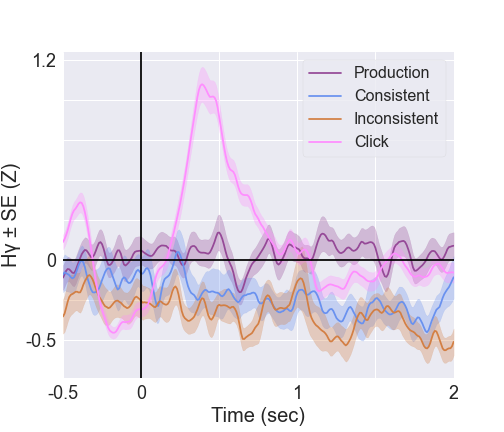 Production
Consistent
Inconsistent
Click
1.2
0
-0.5
Hγ ± SE (Z)
-0.5
0
1
2
Time (sec)